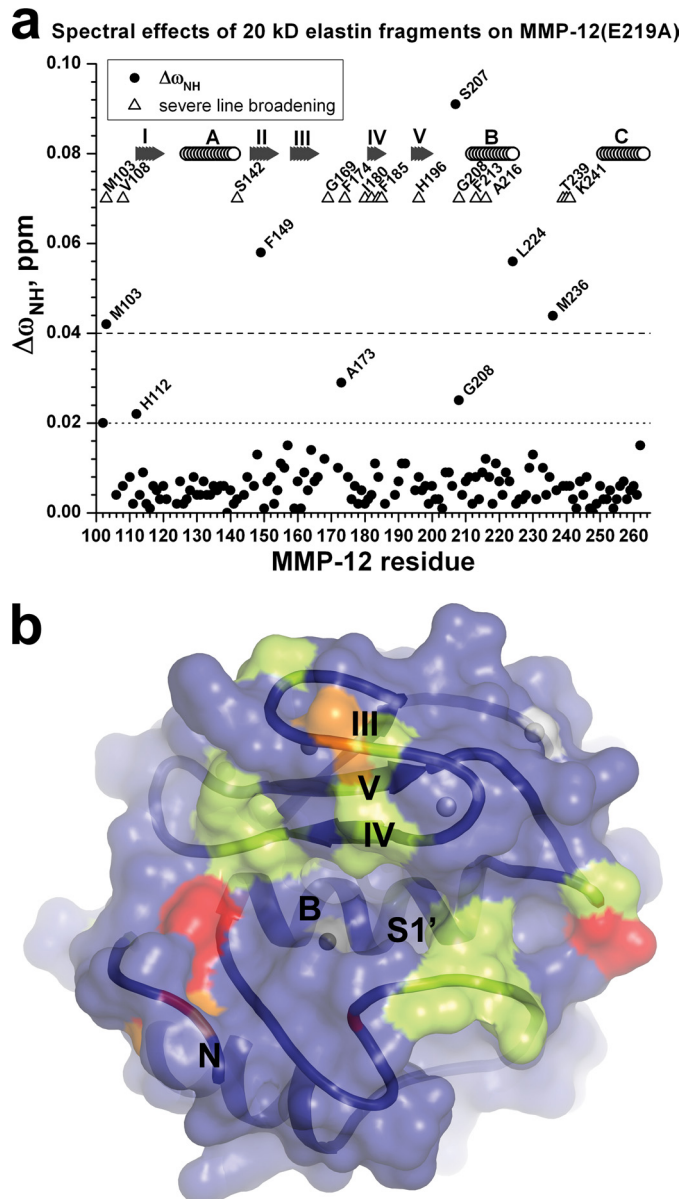 a Spectral effects of 20 kD elastin fragments on MMP-12(E219A)
0.10
0.08
0.06
0.04
0.02
0.00
ΔωNH, ppm
● ΔωNH
△ severe line broadening
I A II III IV V B C
S207
M103 V108 S142 G169 F174 I180 F185 H196 G208 F213 A216 T239 K241
F149
L224
M103
M236
A173
H112
G208
100 110 120 130 140 150 160 170 180 190 200 210 220 230 240 250 260
MMP-12 residue
b
III
V
IV
B
S1’
N